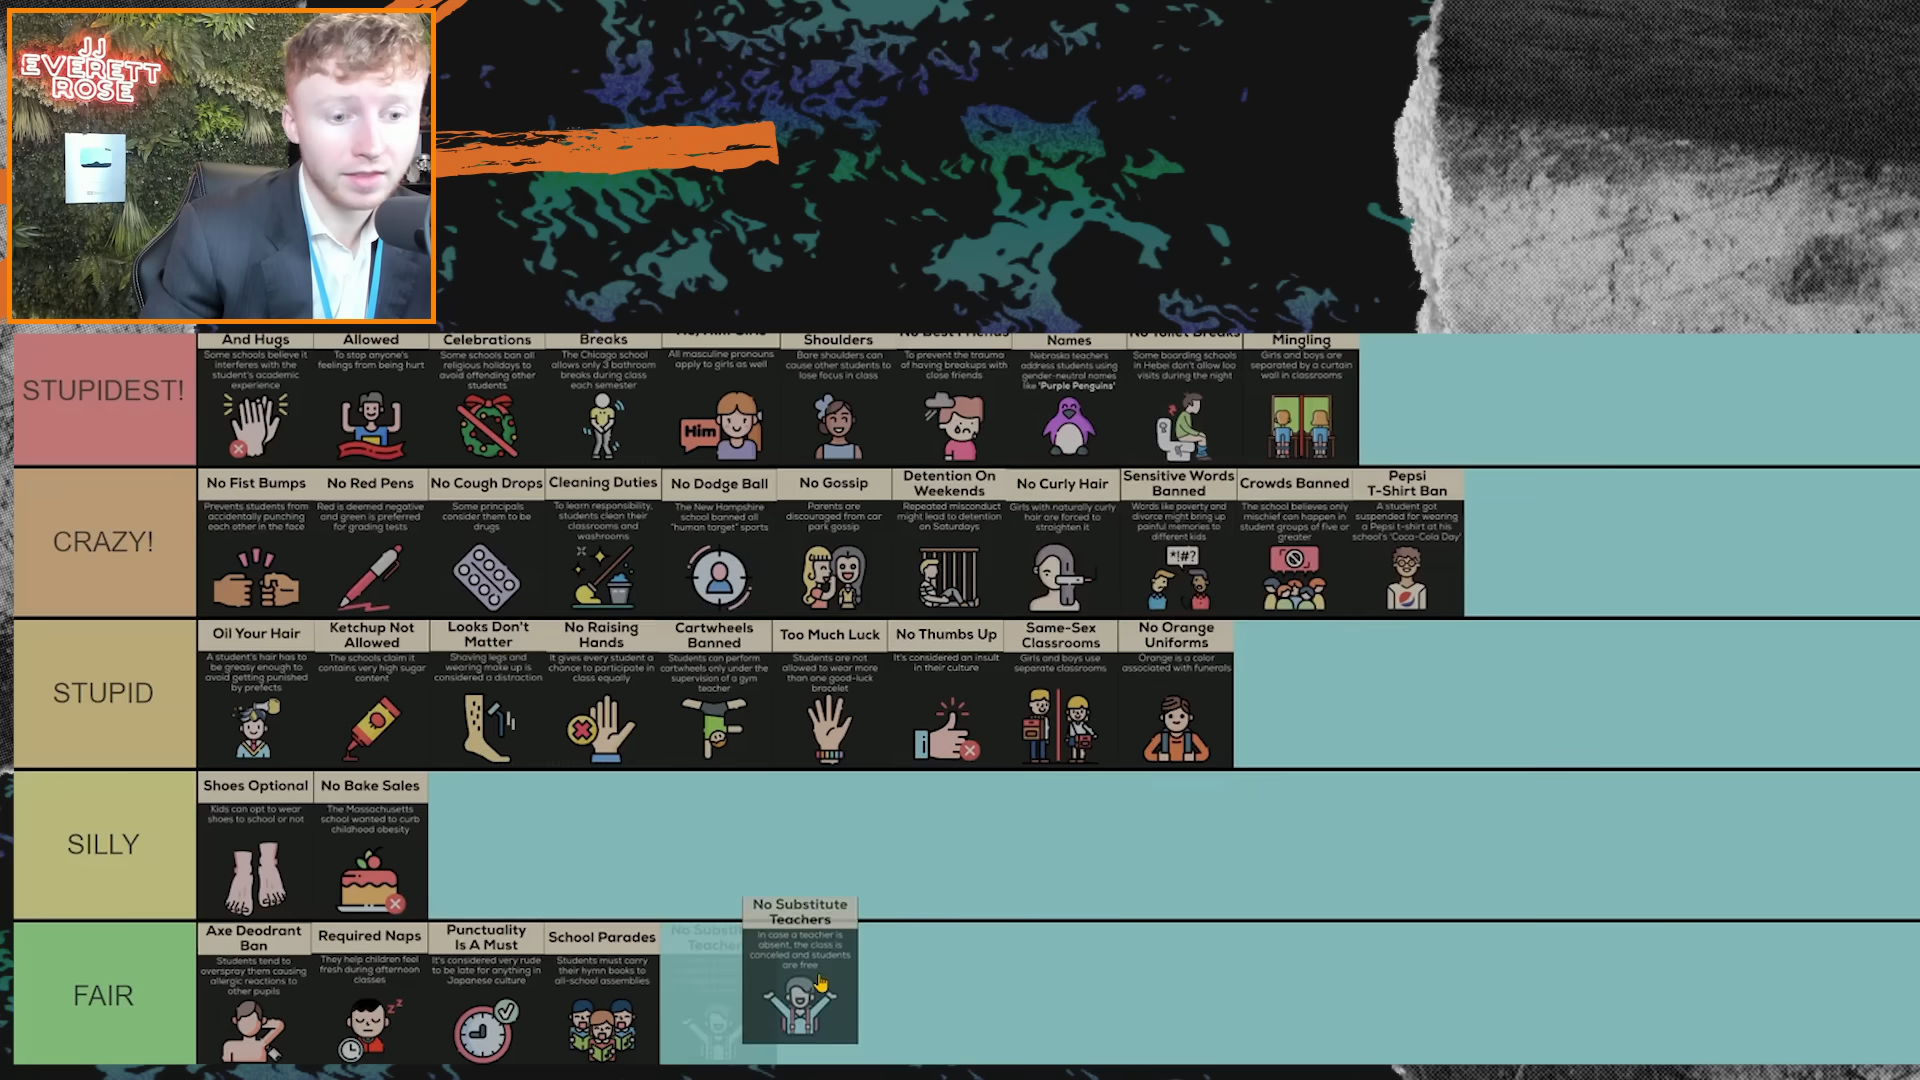 JJ
EVERETT
ROSE
STUPIDEST!
And Hugs
Some schools believe it
interferes with the
student's academic
experience
Allowed
To stop anyone's
feelings from being hurt
Celebrations
Some schools ban all
religious holidays to
avoid offending other
students
Breaks
The Chicago school
allows only 3 bathroom
breaks during class
each semester
All masculine pronouns
apply to girls as well
Him
Shoulders
Bare shoulders can
cause other students to
lose focus in class
No Best Friends
To prevent the trauma
of having breakups with
close friends
Names
Nebraska teachers
address students using
gender-neutral names
like 'Purple Penguins'
No Toilet Breaks
Some boarding schools
in Hebei don't allow loo
visits during the night
Mingling
Girls and boys are
separated by a curtain
wall in classrooms
CRAZY!
No Fist Bumps
Prevents students from
accidentally punching
each other in the face
No Red Pens
Red is deemed negative
and green is preferred
for grading tests
No Cough Drops
Some principals
consider them to be
drugs
Cleaning Duties
To learn responsibility,
students clean their
classrooms and
washrooms
No Dodge Ball
The New Hampshire
school banned all
"human target" sports
No Gossip
Parents are
discouraged from car
park gossip
Detention On
Weekends
Repeated misconduct
might lead to detention
on Saturdays
No Curly Hair
Girls with naturally curly
hair are forced to
straighten it
Sensitive Words
Banned
Words like poverty and
divorce might bring up
painful memories to
different kids
*!#?
Crowds Banned
The school believes only
mischief can happen in
student groups of five or
greater
Pepsi
T-Shirt Ban
A student got
suspended for wearing
a Pepsi t-shirt at his
school's 'Coca-Cola Day'
STUPID
Oil Your Hair
A student's hair has to
be greasy enough to
avoid getting punished
by prefects
Ketchup Not
Allowed
The schools claim it
contains very high sugar
content
Looks Don't
Matter
Shaving legs and
wearing make up is
considered a distraction
No Raising
Hands
It gives every student a
chance to participate in
class equally
Cartwheels
Banned
Students can perform
cartwheels only under the
supervision of a gym
teacher
Too Much Luck
Students are not
allowed to wear more
than one good-luck
bracelet
No Thumbs Up
It's considered an insult
in their culture
Same-Sex
Classrooms
Girls and boys use
separate classrooms
No Orange
Uniforms
Orange is a color
associated with funerals
SILLY
Shoes Optional
Kids can opt to wear
shoes to school or not
No Bake Sales
The Massachusetts
school wanted to curb
childhood obesity
FAIR
Axe Deodrant
Ban
Students tend to
overspray them causing
allergic reactions to
other pupils
Required Naps
They help children feel
fresh during afternoon
classes
zz
Punctuality
Is A Must
It's considered very rude
to be late for anything in
Japanese culture
School Parades
Students must carry
their hymn books to
all-school assemblies
No Substitute
Teachers
In case a teacher is
absent, the class is
canceled and students
are free